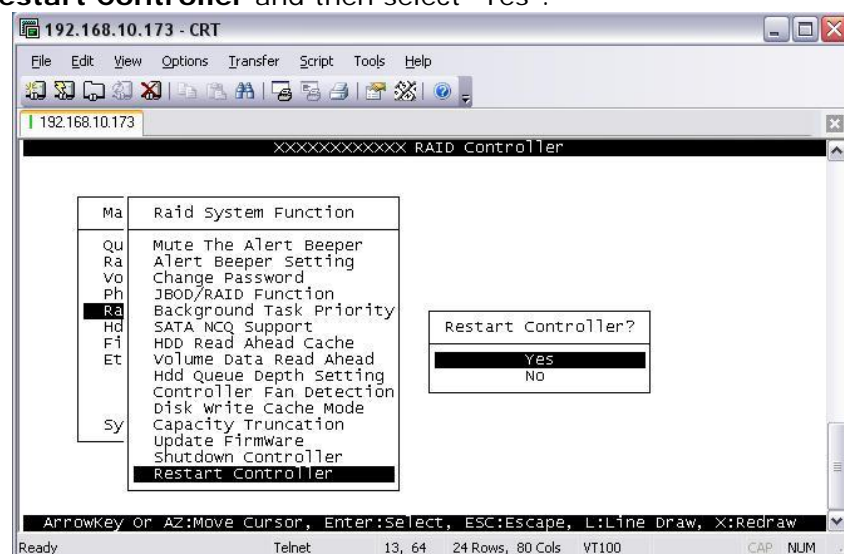 estart Controller and then select "Yes".
192.168.10.173 - CRT
File Edit View Options Transfer Script Tools Help
192.168.10.173
XXXXXXXXXXXX RAID Controller
Ma
Raid System Function
Qu
Mute The Alert Beeper
Ra
Alert Beeper Setting
Vo
Change Password
Ph
JBOD/RAID Function
Ra
Background Task Priority
Hd
SATA NCQ Support
Fi
HDD Read Ahead Cache
Et
Volume Data Read Ahead
Hdd Queue Depth Setting
Controller Fan Detection
Disk Write Cache Mode
Sy
Capacity Truncation
Update FirmWare
Shutdown Controller
Restart Controller
Restart Controller?
Yes
No
ArrowKey Or AZ:Move Cursor, Enter:Select, ESC:Escape, L:Line Draw, X:Redraw
Ready Telnet 13, 64 24 Rows, 80 Cols VT100 CAP NUM